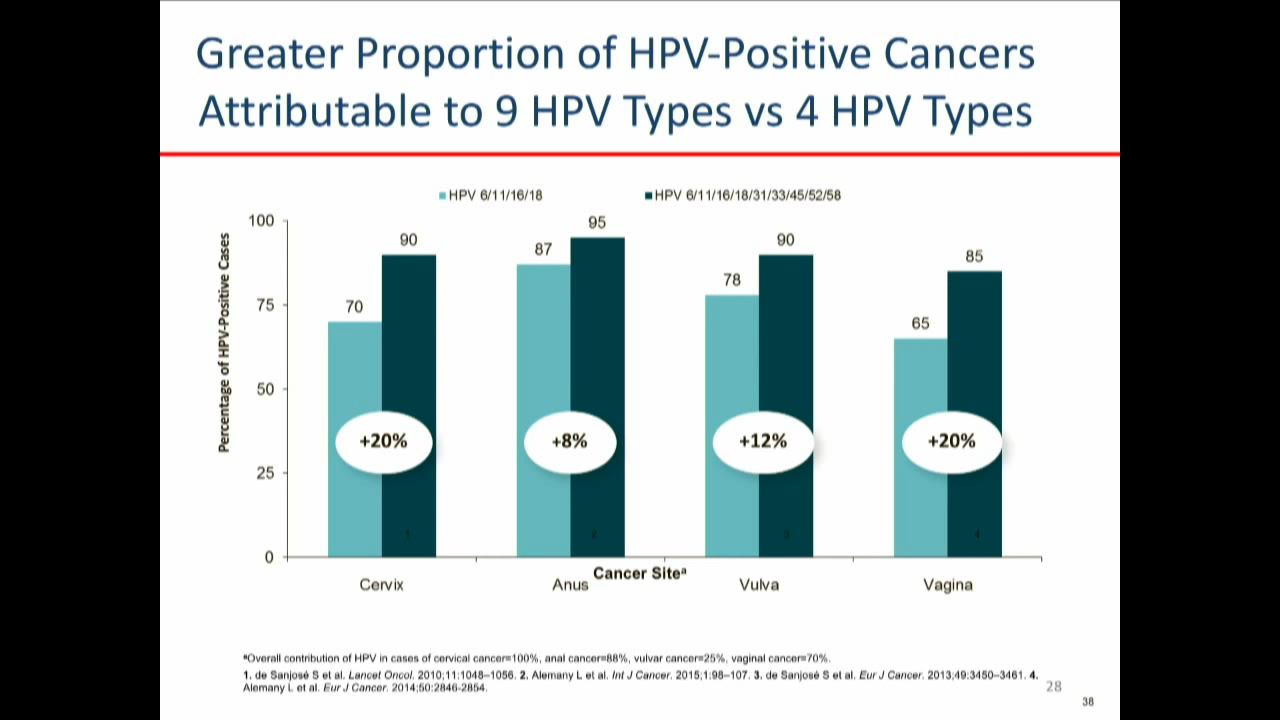 Greater Proportion of HPV-Positive Cancers
Attributable to 9 HPV Types vs 4 HPV Types
HPV 6/11/16/18
HPV 6/11/16/18/31/33/45/52/58
Percentage of HPV-Positive Cases
100
75
50
25
0
70
90
87
95
78
90
65
85
+20%
+8%
+12%
+20%
1
2
3
4
Cervix
Anus
Vulva
Vagina
Cancer Siteᵃ
ᵃOverall contribution of HPV in cases of cervical cancer=100%, anal cancer=88%, vulvar cancer=25%, vaginal cancer=70%.
1. de Sanjosé S et al. Lancet Oncol. 2010;11:1048–1056. 2. Alemany L et al. Int J Cancer. 2015;1:98–107. 3. de Sanjosé S et al. Eur J Cancer. 2013;49:3450–3461. 4.
Alemany L et al. Eur J Cancer. 2014;50:2846-2854.
28
38